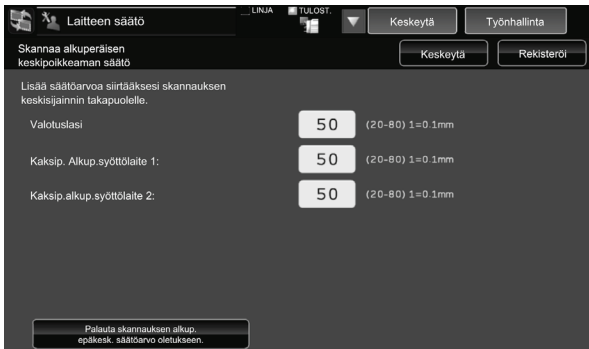 Laitteen säätö
LINJA
TULOST.
Keskeytä
Työnhallinta
Skannaa alkuperäisen
keskipoikkeaman säätö
Keskeytä
Rekisteröi
Lisää säätöarvoa siirtääksesi skannauksen
keskisijainnin takapuolelle.
Valotuslasi
50
(20-80) 1=0.1mm
Kaksip. Alkup.syöttölaite 1:
50
(20-80) 1=0.1mm
Kaksip.alkup.syöttölaite 2:
50
(20-80) 1=0.1mm
Palauta skannauksen alkup.
epäkesk. säätöarvo oletukseen.